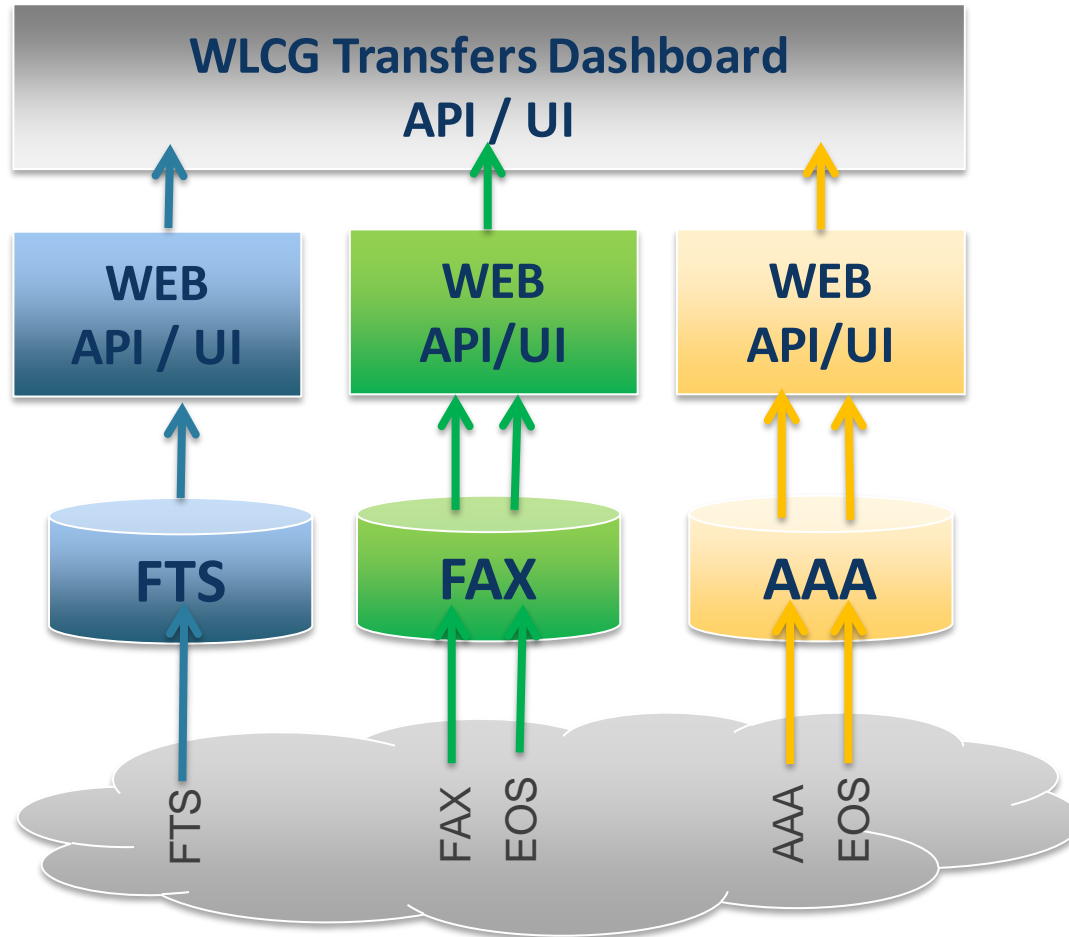 WLCG Transfers Dashboard
API / UI
WEB
API / UI
WEB
API/UI
WEB
API/UI
FTS
FAX
AAA
FTS
FAX
EOS
AAA
EOS